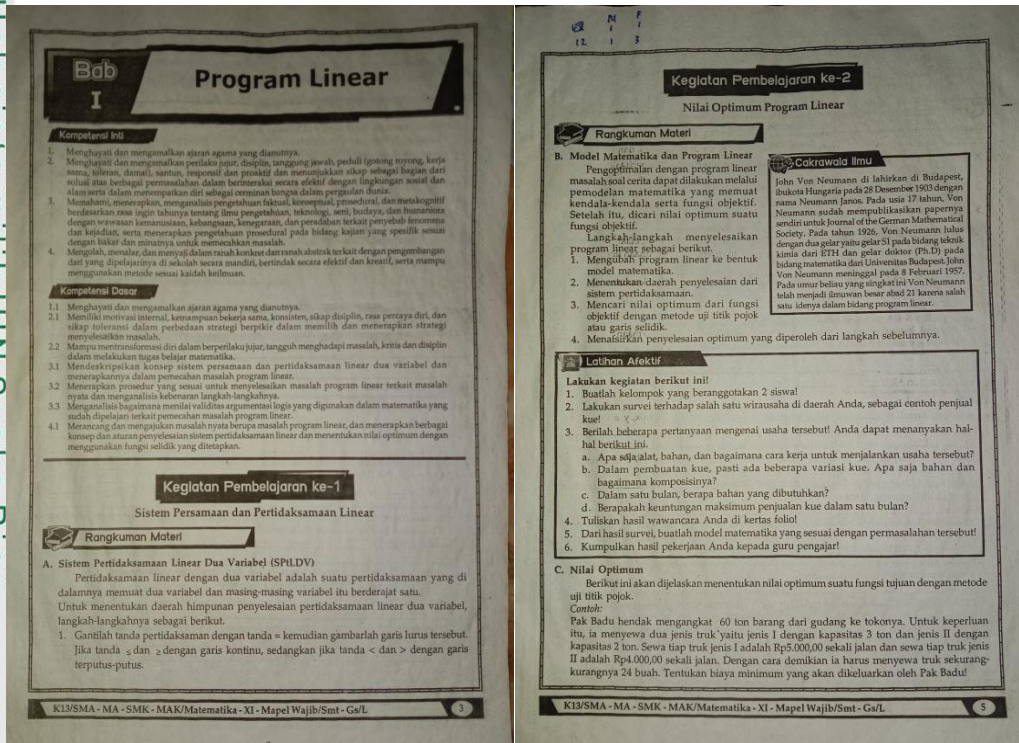 Bab
I
Program Linear
Kompetensi Inti
1. Menghayati dan mengamalkan ajaran agama yang dianutnya.
2. Menghayati dan mengamalkan perilaku jujur, disiplin, tanggung jawab, peduli (gotong royong, kerja
sama, toleran, damai), santun, responsif dan proaktif dan menunjukkan sikap sebagai bagian dari
solusi atas berbagai permasalahan dalam berinteraksi secara efektif dengan lingkungan sosial dan
alam serta dalam menempatkan diri sebagai cerminan bangsa dalam pergaulan dunia.
3. Memahami, menerapkan, menganalisis pengetahuan faktual, konseptual, prosedural, dan metakognitif
berdasarkan rasa ingin tahunya tentang ilmu pengetahuan, teknologi, seni, budaya, dan humaniora
dengan wawasan kemanusiaan, kebangsaan, kenegaraan, dan peradaban terkait penyebab fenomena
dan kejadian, serta menerapkan pengetahuan prosedural pada bidang kajian yang spesifik sesuai
dengan bakat dan minatnya untuk memecahkan masalah.
4. Mengolah, menalar, dan menyaji dalam ranah konkret dan ranah abstrak terkait dengan pengembangan
dari yang dipelajarinya di sekolah secara mandiri, bertindak secara efektif dan kreatif, serta mampu
menggunakan metode sesuai kaidah keilmuan.
Kompetensi Dasar
1.1 Menghayati dan mengamalkan ajaran agama yang dianutnya.
2.1 Memiliki motivasi internal, kemampuan bekerja sama, konsisten, sikap disiplin, rasa percaya diri, dan
sikap toleransi dalam perbedaan strategi berpikir dalam memilih dan menerapkan strategi
menyelesaikan masalah.
2.2 Mampu mentransformasi diri dalam berperilaku jujur, tangguh menghadapi masalah, kritis dan disiplin
dalam melakukan tugas belajar matematika.
3.1 Mendeskripsikan konsep sistem persamaan dan pertidaksamaan linear dua variabel dan
menerapkannya dalam pemecahan masalah program linear.
3.2 Menerapkan prosedur yang sesuai untuk menyelesaikan masalah program linear terkait masalah
nyata dan menganalisis kebenaran langkah-langkahnya.
3.3 Menganalisis bagaimana menilai validitas argumentasi logis yang digunakan dalam matematika yang
sudah dipelajari terkait pemecahan masalah program linear.
4.1 Merancang dan mengajukan masalah nyata berupa masalah program linear, dan menerapkan berbagai
konsep dan aturan penyelesaian sistem pertidaksamaan linear dan menentukan nilai optimum dengan
menggunakan fungsi selidik yang ditetapkan.
Kegiatan Pembelajaran ke-1
Sistem Persamaan dan Pertidaksamaan Linear
Rangkuman Materi
A. Sistem Pertidaksamaan Linear Dua Variabel (SPtLDV)
Pertidaksamaan linear dengan dua variabel adalah suatu pertidaksamaan yang di
dalamnya memuat dua variabel dan masing-masing variabel itu berderajat satu.
Untuk menentukan daerah himpunan penyelesaian pertidaksamaan linear dua variabel,
langkah-langkahnya sebagai berikut.
1. Gantilah tanda pertidaksaman dengan tanda = kemudian gambarlah garis lurus tersebut.
Jika tanda ≤ dan ≥ dengan garis kontinu, sedangkan jika tanda < dan > dengan garis
terputus-putus.
K13/SMA - MA - SMK - MAK/Matematika - XI - Mapel Wajib/Smt - Gs/L 3
M P
1 1
12 1 3
Kegiatan Pembelajaran ke-2
Nilai Optimum Program Linear
Rangkuman Materi
B. Model Matematika dan Program Linear
Pengoptimalan dengan program linear
masalah soal cerita dapat dilakukan melalui
pemodelan matematika yang memuat
kendala-kendala serta fungsi objektif.
Setelah itu, dicari nilai optimum suatu
fungsi objektif.
Langkah-langkah menyelesaikan
program linear sebagai berikut.
1. Mengubah program linear ke bentuk
model matematika.
2. Menentukan daerah penyelesaian dari
sistem pertidaksamaan.
3. Mencari nilai optimum dari fungsi
objektif dengan metode uji titik pojok
atau garis selidik.
4. Menafsirkan penyelesaian optimum yang diperoleh dari langkah sebelumnya.
Cakrawala Ilmu
John Von Neumann di lahirkan di Budapest,
ibukota Hungaria pada 28 Desember 1903 dengan
nama Neumann Janos. Pada usia 17 tahun, Von
Neumann sudah mempublikasikan papernya
sendiri untuk Journal of the German Mathematical
Society. Pada tahun 1926, Von Neumann lulus
dengan dua gelar yaitu gelar S1 pada bidang teknik
kimia dari ETH dan gelar doktor (Ph.D) pada
bidang matematika dari Universitas Budapest. John
Von Neumann meninggal pada 8 Februari 1957.
Pada umur beliau yang singkat ini Von Neumann
telah menjadi ilmuwan besar abad 21 karena salah
satu idenya dalam bidang program linear.
Latihan Afektif
Lakukan kegiatan berikut ini!
1. Buatlah kelompok yang beranggotakan 2 siswa!
2. Lakukan survei terhadap salah satu wirausaha di daerah Anda, sebagai contoh penjual
kue!
3. Berilah beberapa pertanyaan mengenai usaha tersebut! Anda dapat menanyakan hal-
hal berikut ini.
a. Apa saja alat, bahan, dan bagaimana cara kerja untuk menjalankan usaha tersebut?
b. Dalam pembuatan kue, pasti ada beberapa variasi kue. Apa saja bahan dan
bagaimana komposisinya?
c. Dalam satu bulan, berapa bahan yang dibutuhkan?
d. Berapakah keuntungan maksimum penjualan kue dalam satu bulan?
4. Tuliskan hasil wawancara Anda di kertas folio!
5. Dari hasil survei, buatlah model matematika yang sesuai dengan permasalahan tersebut!
6. Kumpulkan hasil pekerjaan Anda kepada guru pengajar!
C. Nilai Optimum
Berikut ini akan dijelaskan menentukan nilai optimum suatu fungsi tujuan dengan metode
uji titik pojok.
Contoh:
Pak Badu hendak mengangkat 60 ton barang dari gudang ke tokonya. Untuk keperluan
itu, ia menyewa dua jenis truk yaitu jenis I dengan kapasitas 3 ton dan jenis II dengan
kapasitas 2 ton. Sewa tiap truk jenis I adalah Rp5.000,00 sekali jalan dan sewa tiap truk jenis
II adalah Rp4.000,00 sekali jalan. Dengan cara demikian ia harus menyewa truk sekurang-
kurangnya 24 buah. Tentukan biaya minimum yang akan dikeluarkan oleh Pak Badu!
K13/SMA - MA - SMK - MAK/Matematika - XI - Mapel Wajib/Smt - Gs/L 5